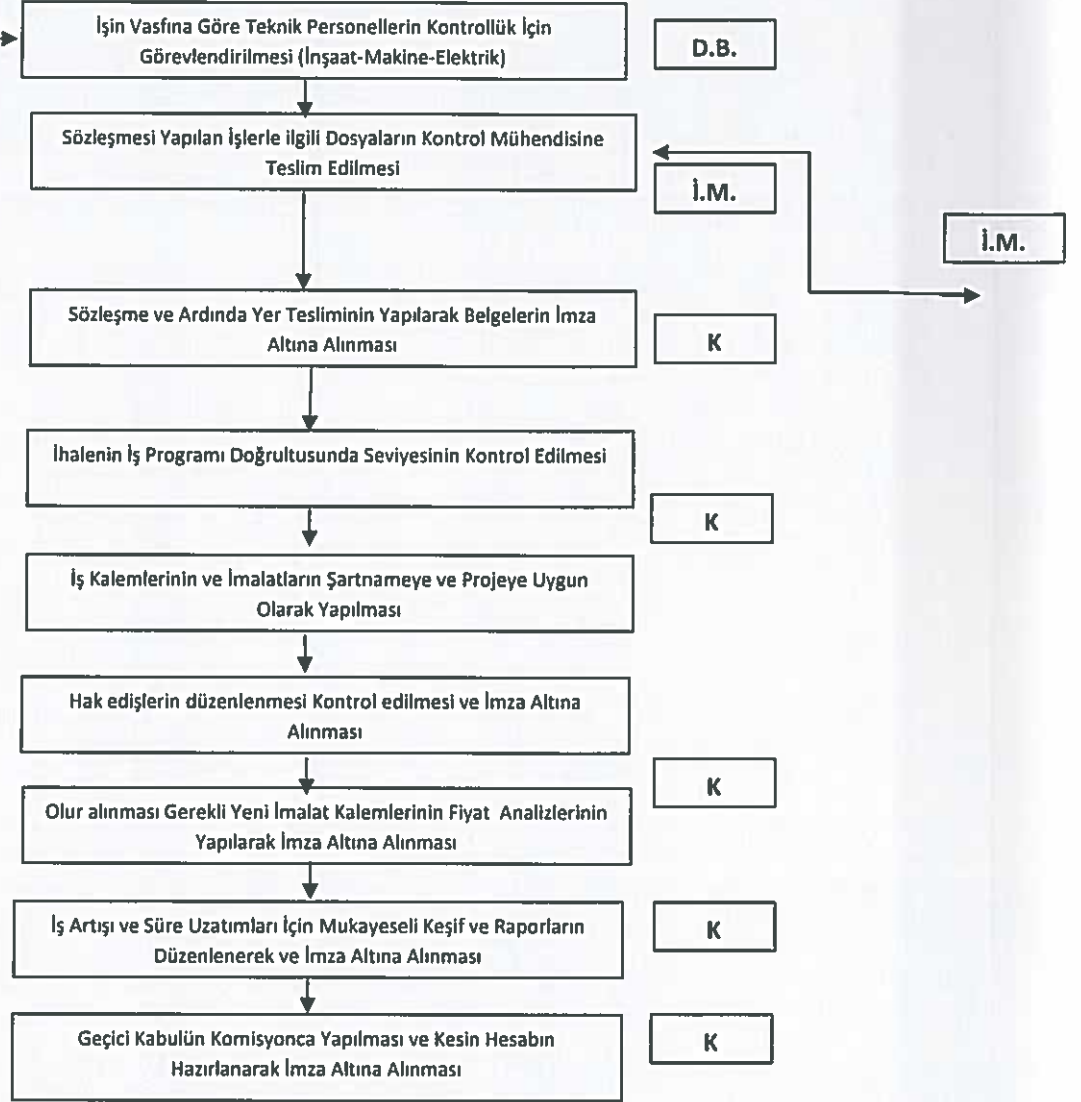 İşin Vasfına Göre Teknik Personellerin Kontrollük İçin
Görevlendirilmesi (İnşaat-Makine-Elektrik)
D.B.
Sözleşmesi Yapılan İşlerle ilgili Dosyaların Kontrol Mühendisine
Teslim Edilmesi
İ.M.
İ.M.
Sözleşme ve Ardında Yer Tesliminin Yapılarak Belgelerin İmza
Altına Alınması
K
İhalenin İş Programı Doğrultusunda Seviyesinin Kontrol Edilmesi
K
İş Kalemlerinin ve İmalatların Şartnameye ve Projeye Uygun
Olarak Yapılması
Hak edişlerin düzenlenmesi Kontrol edilmesi ve İmza Altına
Alınması
K
Olur alınması Gerekli Yeni İmalat Kalemlerinin Fiyat Analizlerinin
Yapılarak İmza Altına Alınması
İş Artışı ve Süre Uzatımları İçin Mukayeseli Keşif ve Raporların
Düzenlenerek ve İmza Altına Alınması
K
Geçici Kabulün Komisyonca Yapılması ve Kesin Hesabın
Hazırlanarak İmza Altına Alınması
K